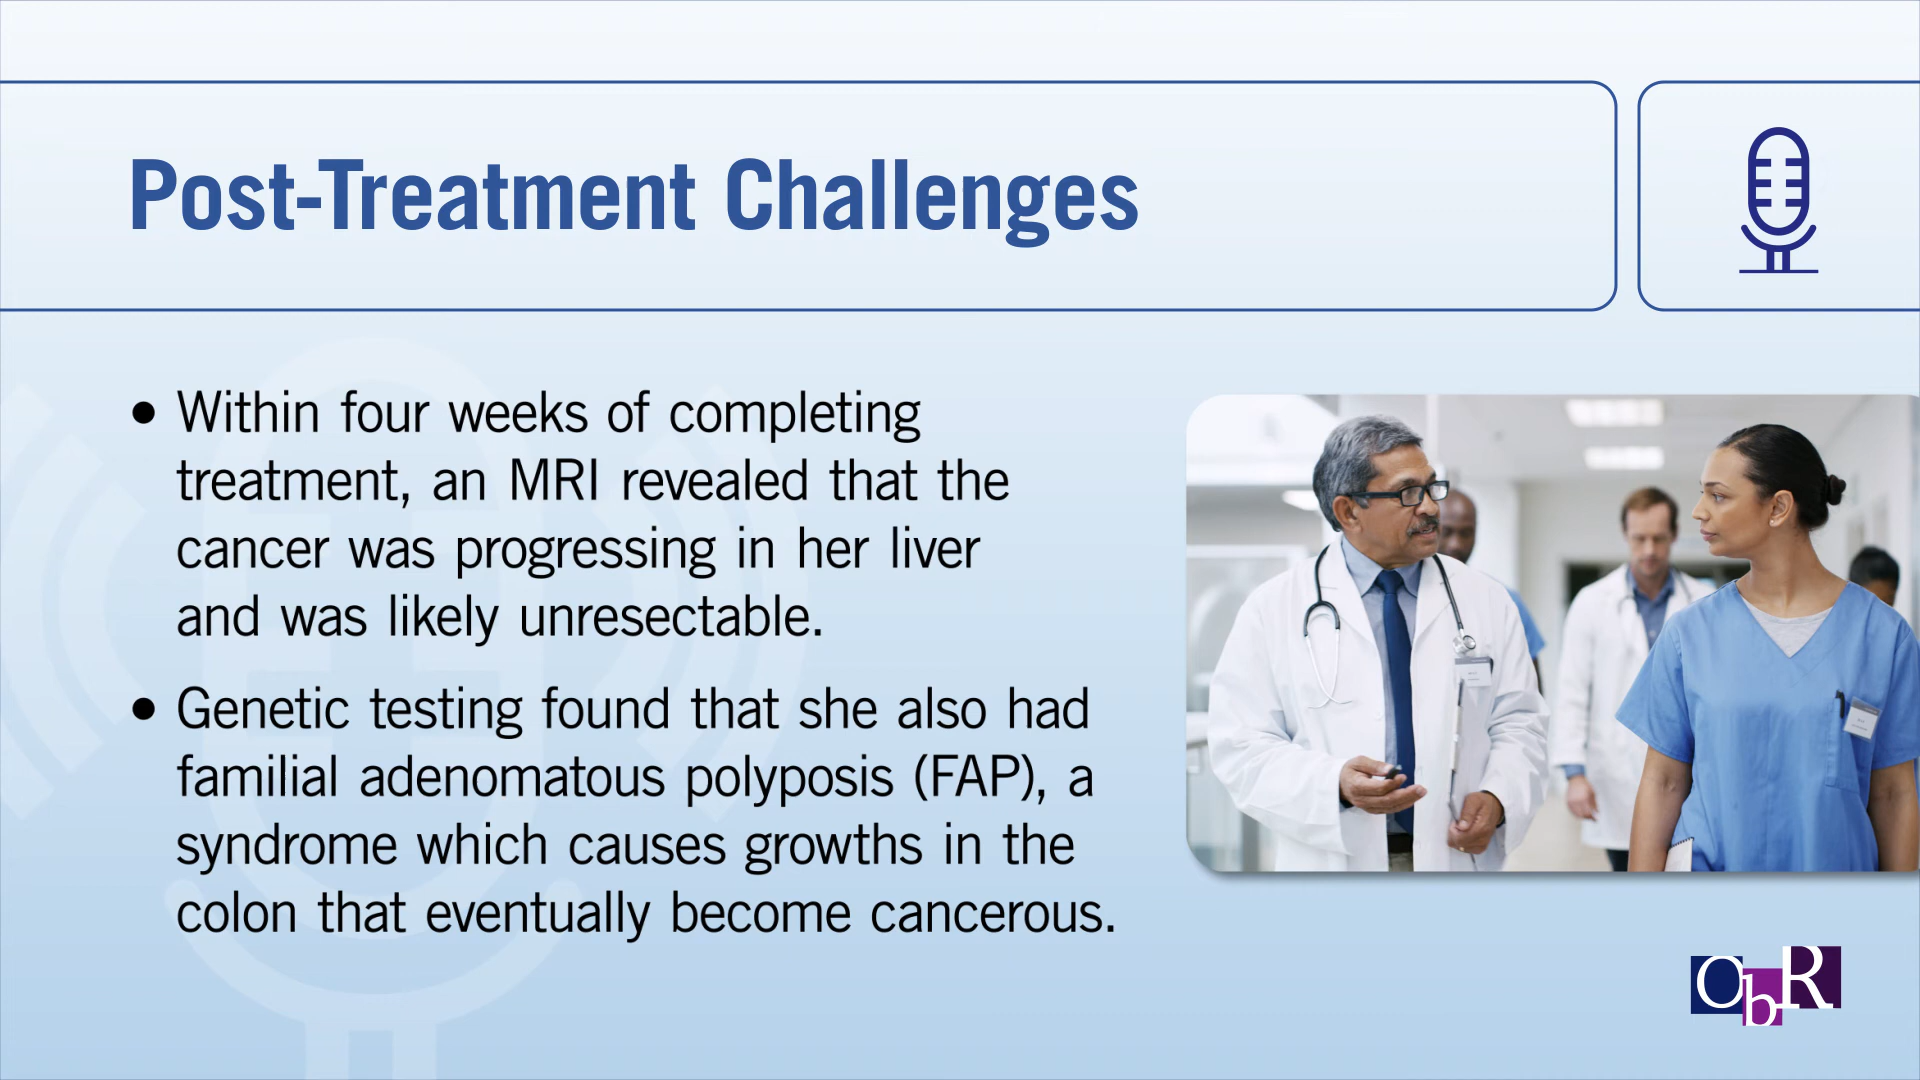 Post-Treatment Challenges
• Within four weeks of completing
treatment, an MRI revealed that the
cancer was progressing in her liver
and was likely unresectable.
• Genetic testing found that she also had
familial adenomatous polyposis (FAP), a
syndrome which causes growths in the
colon that eventually become cancerous.
ObR